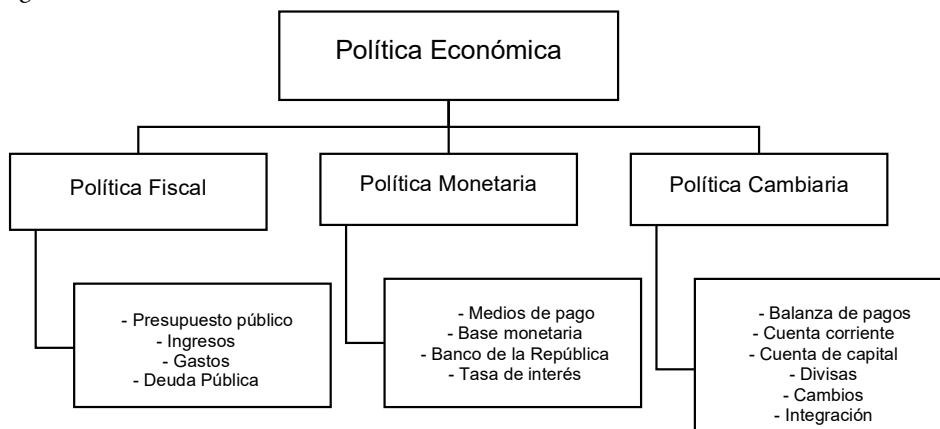 Política Económica
Política Fiscal
Política Monetaria
Política Cambiaria
- Presupuesto público
- Ingresos
- Gastos
- Deuda Pública
- Medios de pago
- Base monetaria
- Banco de la República
- Tasa de interés
- Balanza de pagos
- Cuenta corriente
- Cuenta de capital
- Divisas
- Cambios
- Integración